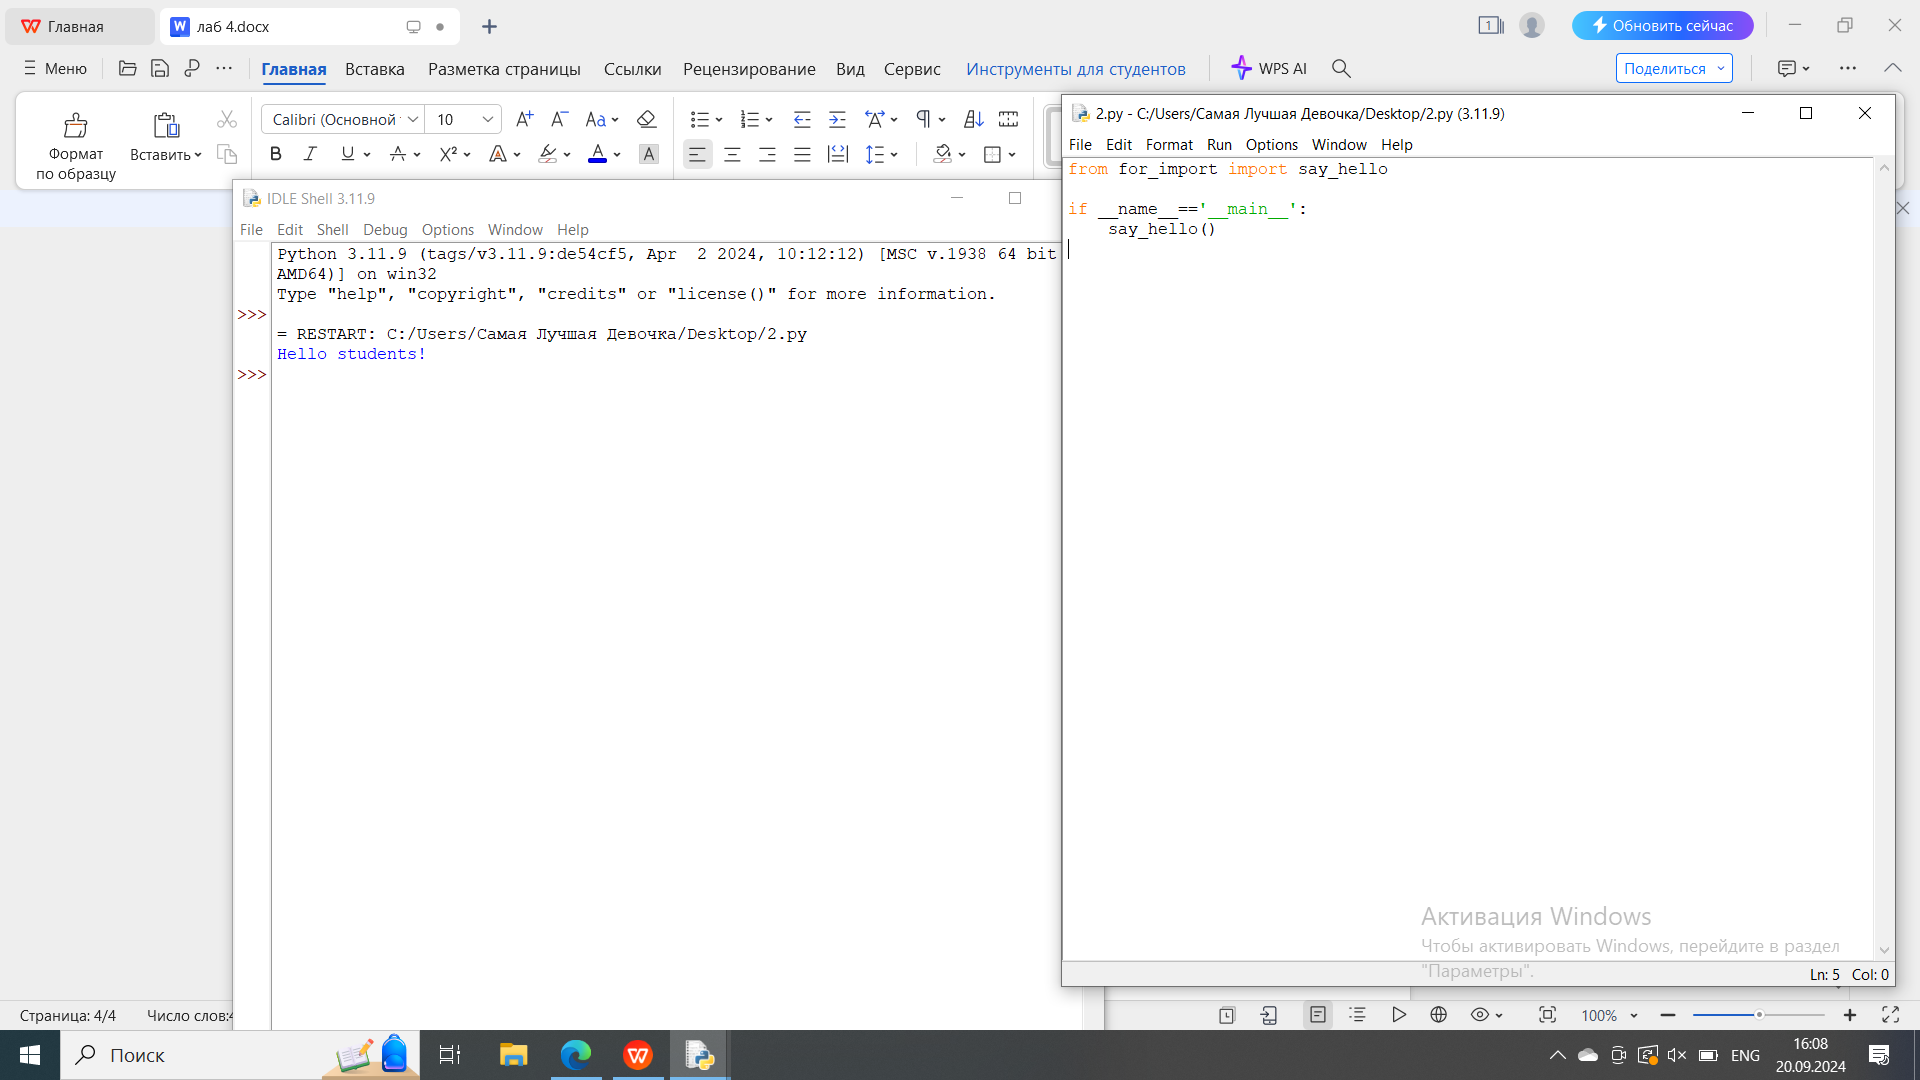 Главная
лаб 4.docx
1
Обновить сейчас
Меню
Главная
Вставка
Разметка страницы
Ссылки
Рецензирование
Вид
Сервис
Инструменты для студентов
WPS AI
Поделиться
Формат
по образцу
Вставить
Calibri (Основной
10
IDLE Shell 3.11.9
File Edit Shell Debug Options Window Help
Python 3.11.9 (tags/v3.11.9:de54cf5, Apr  2 2024, 10:12:12) [MSC v.1938 64 bit
AMD64)] on win32
Type "help", "copyright", "credits" or "license()" for more information.
>>>
= RESTART: C:/Users/Самая Лучшая Девочка/Desktop/2.py
Hello students!
>>>
2.py - C:/Users/Самая Лучшая Девочка/Desktop/2.py (3.11.9)
File Edit Format Run Options Window Help
from for_import import say_hello
if __name__=='__main__':
    say_hello()
Активация Windows
Чтобы активировать Windows, перейдите в раздел
"Параметры".
Ln: 5 Col: 0
Страница: 4/4
Число слов:
100%
Поиск
ENG
16:08
20.09.2024